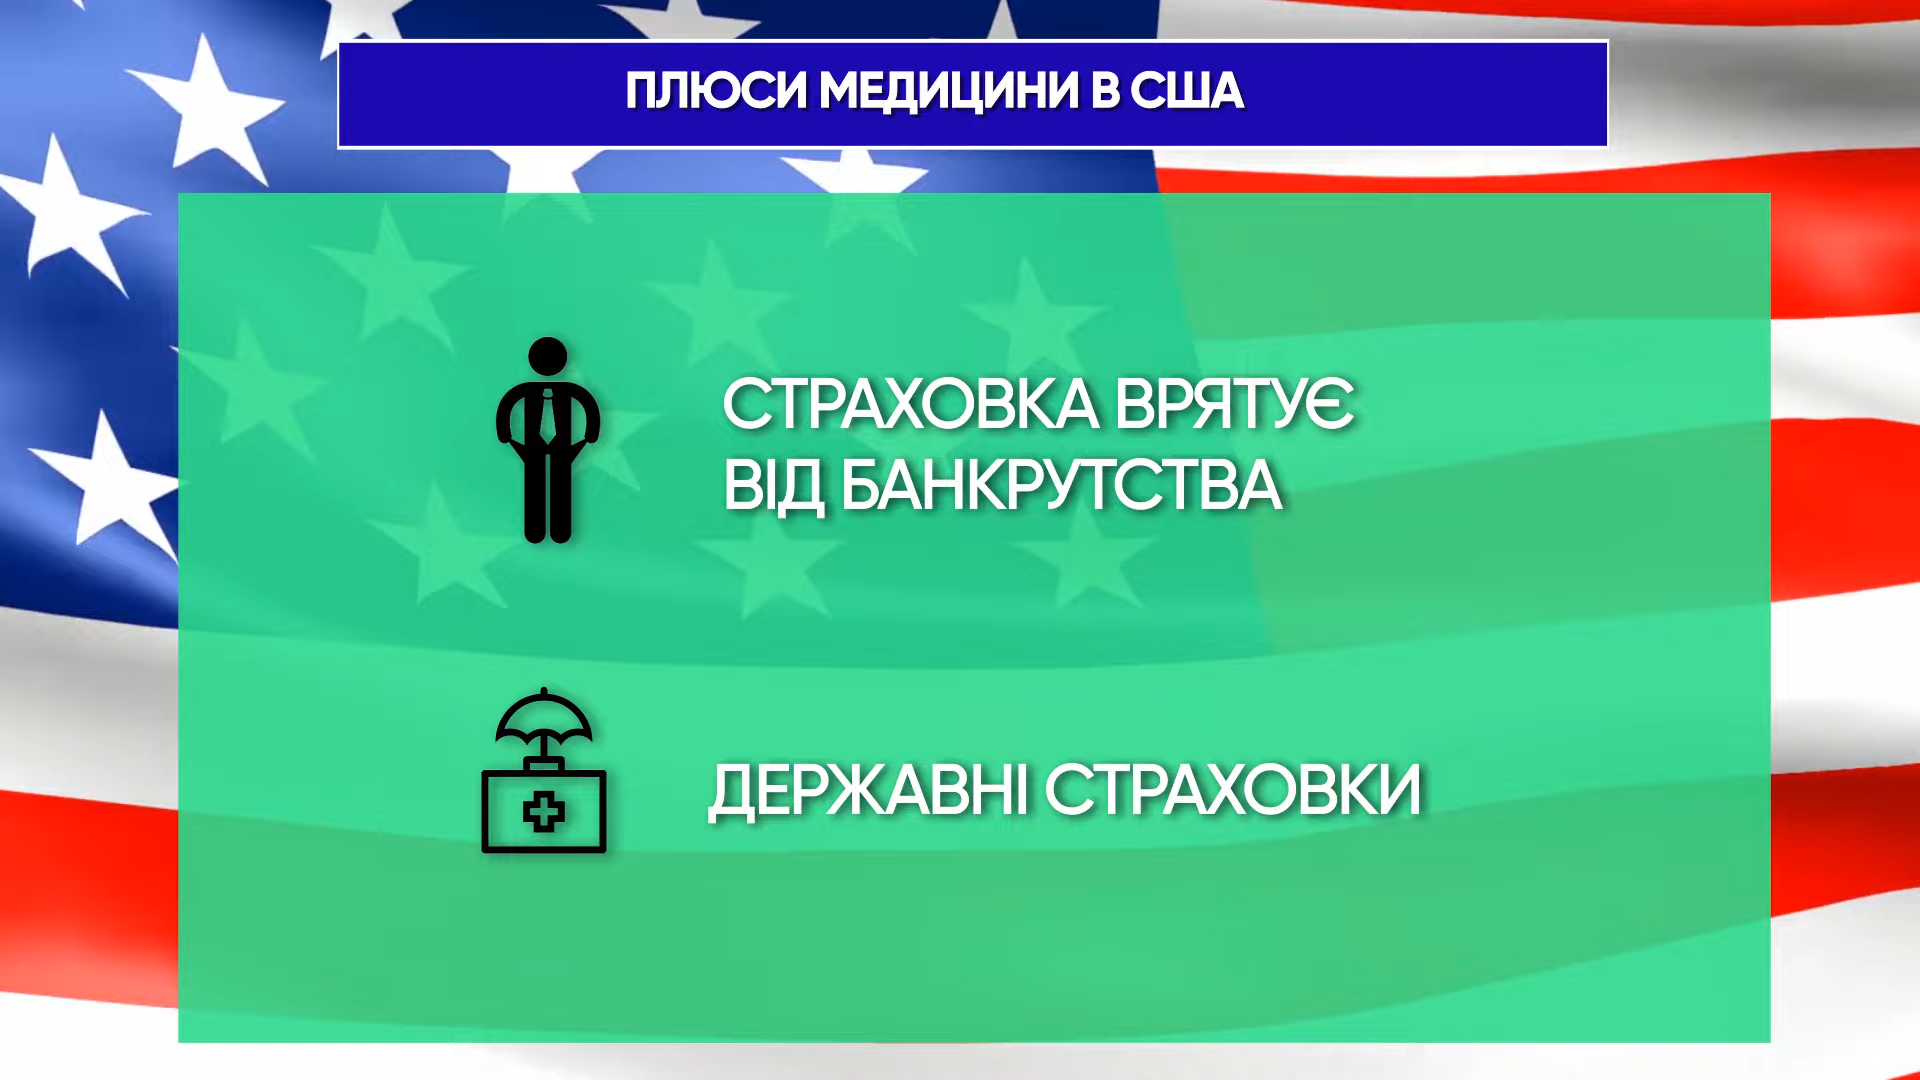 ПЛЮСИ МЕДИЦИНИ В США
СТРАХОВКА ВРЯТУЄ
ВІД БАНКРУТСТВА
ДЕРЖАВНІ СТРАХОВКИ